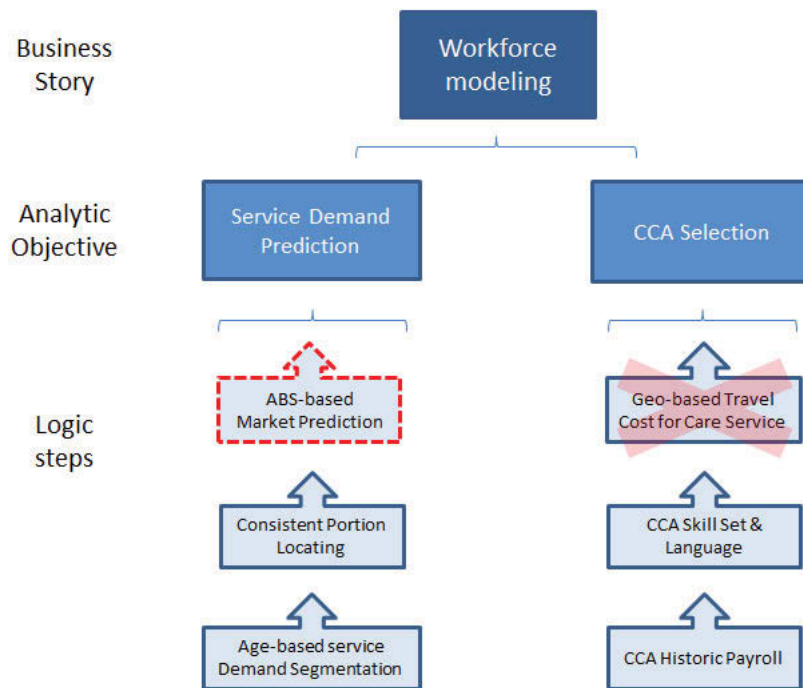 Business
Story
Workforce
modeling
Analytic
Objective
Service Demand
Prediction
CCA Selection
Logic
steps
ABS-based
Market Prediction
Geo-based Travel
Cost for Care Service
Consistent Portion
Locating
CCA Skill Set &
Language
Age-based service
Demand Segmentation
CCA Historic Payroll